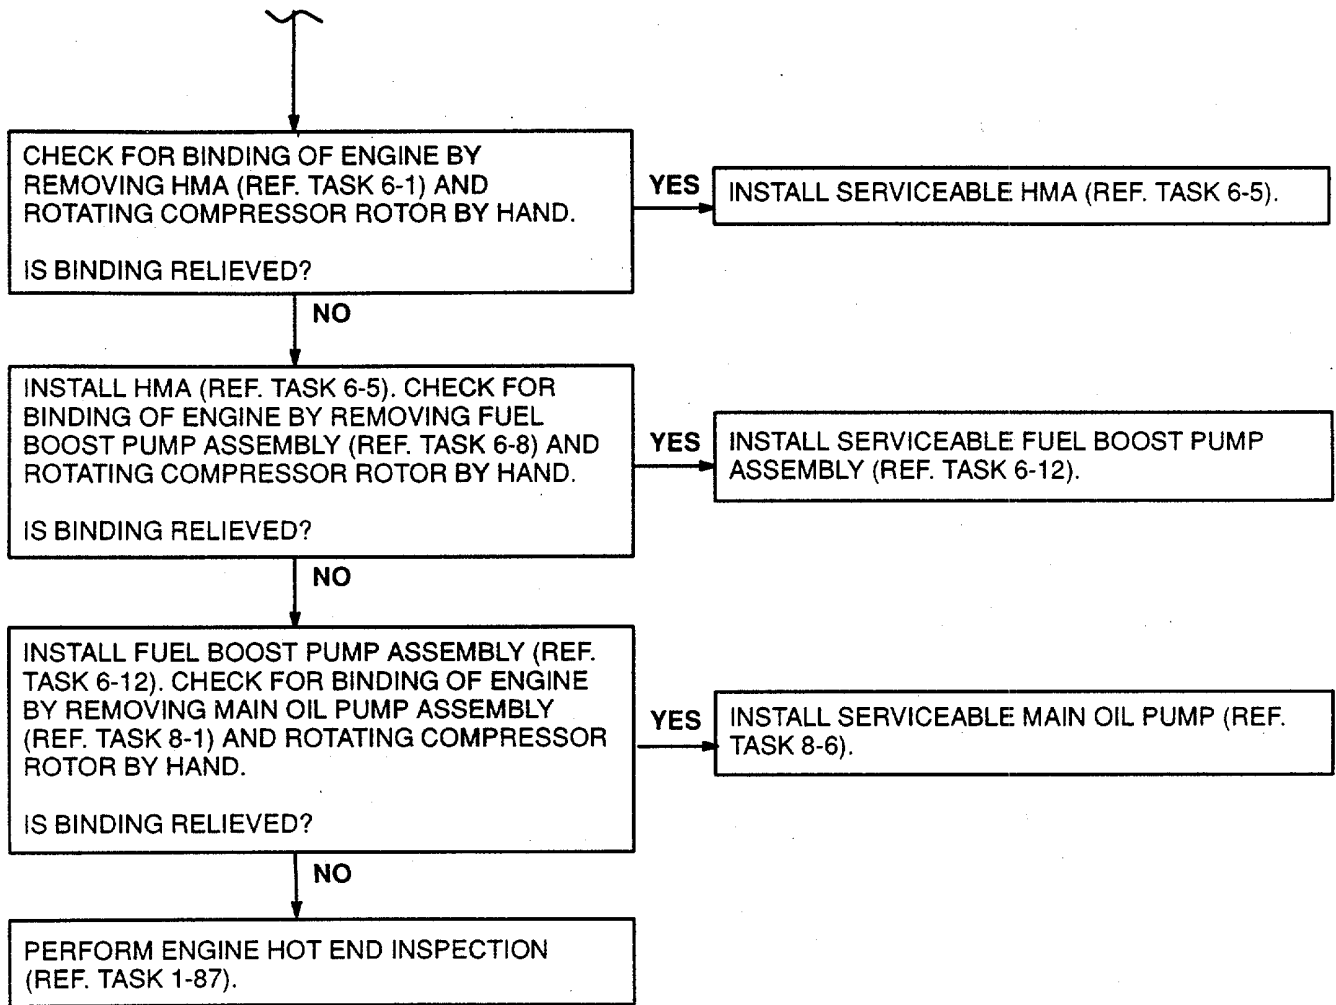 CHECK FOR BINDING OF ENGINE BY
REMOVING HMA (REF. TASK 6-1) AND
ROTATING COMPRESSOR ROTOR BY HAND.
IS BINDING RELIEVED?
YES
INSTALL SERVICEABLE HMA (REF. TASK 6-5).
NO
INSTALL HMA (REF. TASK 6-5). CHECK FOR
BINDING OF ENGINE BY REMOVING FUEL
BOOST PUMP ASSEMBLY (REF. TASK 6-8) AND
ROTATING COMPRESSOR ROTOR BY HAND.
IS BINDING RELIEVED?
YES
INSTALL SERVICEABLE FUEL BOOST PUMP
ASSEMBLY (REF. TASK 6-12).
NO
INSTALL FUEL BOOST PUMP ASSEMBLY (REF.
TASK 6-12). CHECK FOR BINDING OF ENGINE
BY REMOVING MAIN OIL PUMP ASSEMBLY
(REF. TASK 8-1) AND ROTATING COMPRESSOR
ROTOR BY HAND.
IS BINDING RELIEVED?
YES
INSTALL SERVICEABLE MAIN OIL PUMP (REF.
TASK 8-6).
NO
PERFORM ENGINE HOT END INSPECTION
(REF. TASK 1-87).